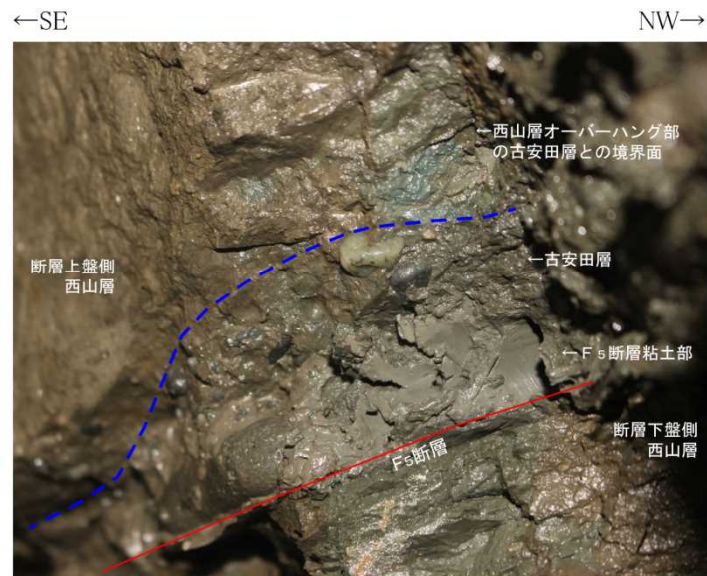 ←SE
NW→
←西山層オーバーハング部
の古安田層との境界面
断層上盤側
西山層
←古安田層
←F5断層粘土部
断層下盤側
西山層
F5断層